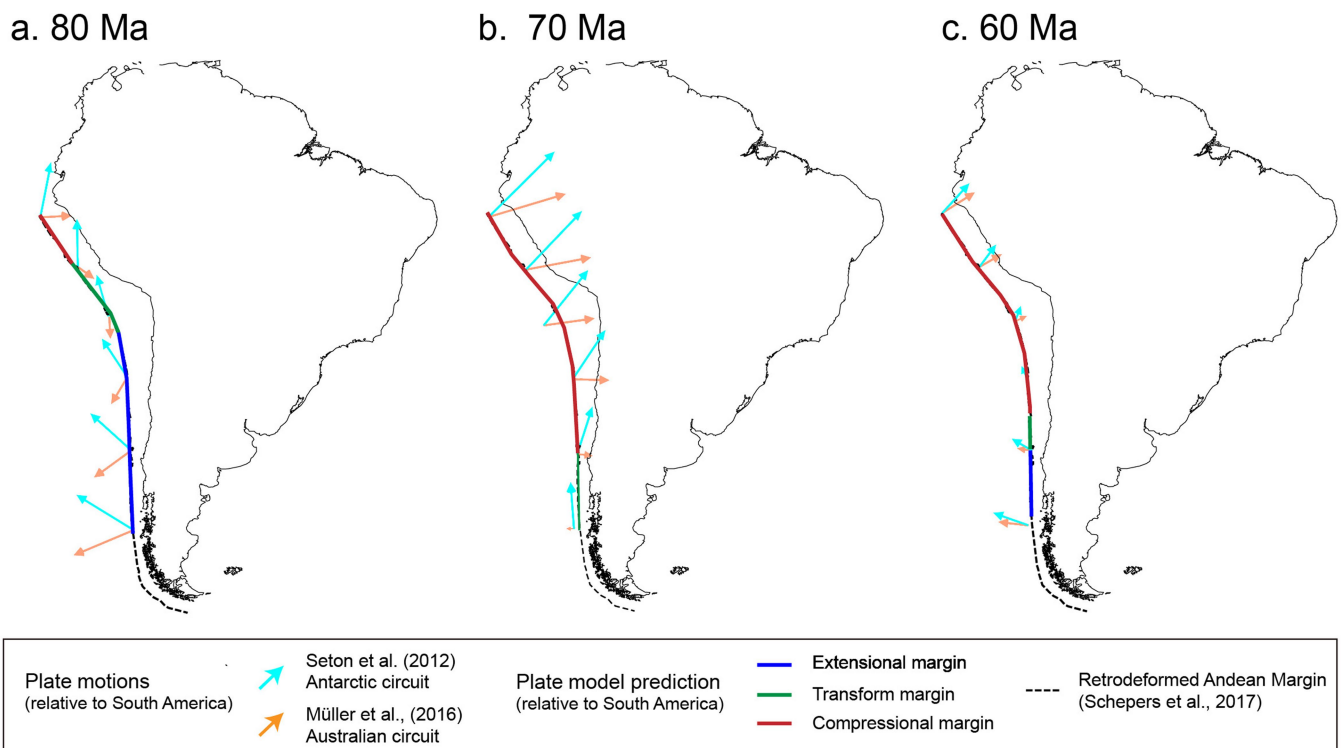 a. 80 Ma
b. 70 Ma
c. 60 Ma
Plate motions
(relative to South America)
Seton et al. (2012)
Antarctic circuit
Müller et al., (2016)
Australian circuit
Plate model prediction
(relative to South America)
Extensional margin
Transform margin
Compressional margin
Retrodeformed Andean Margin
(Schepers et al., 2017)